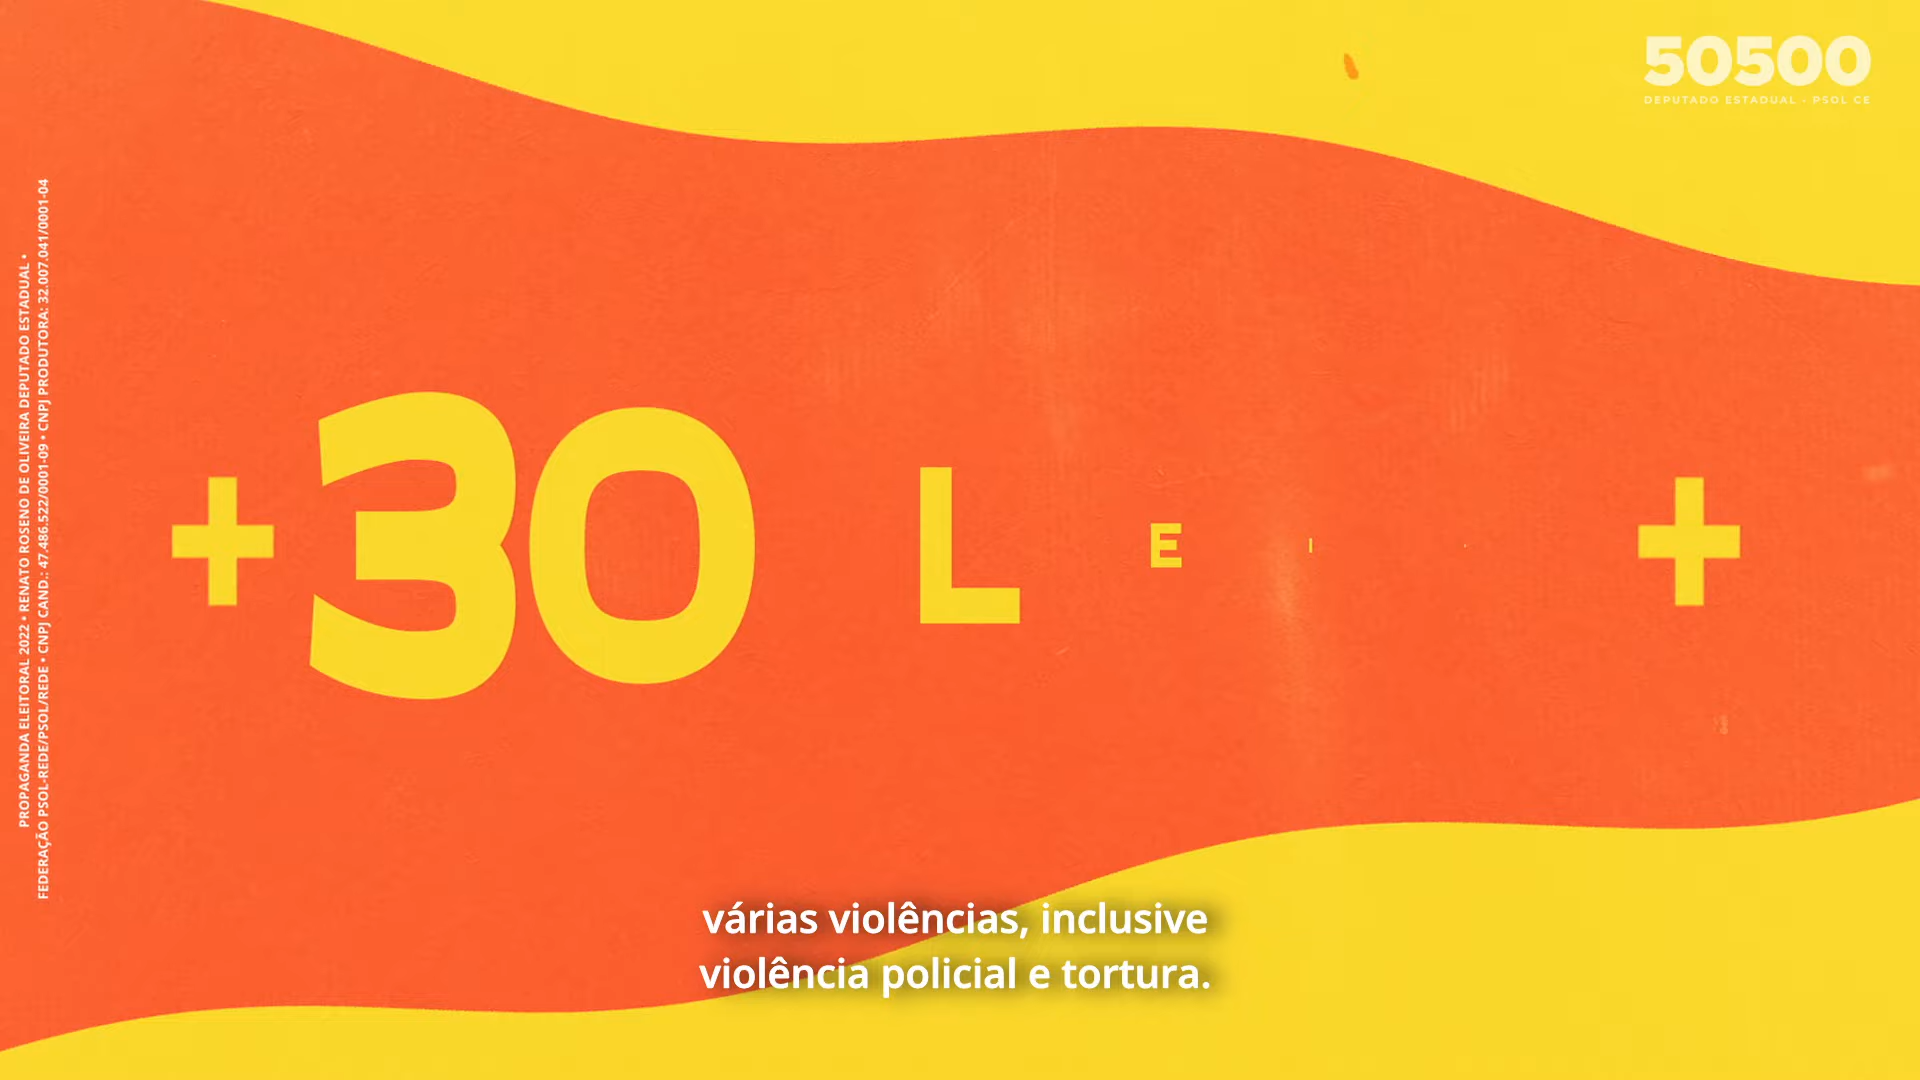 50500
DEPUTADO ESTADUAL - PSOL CE
PROPAGANDA ELEITORAL 2022 • RENATO ROSENO DE OLIVEIRA DEPUTADO ESTADUAL •
FEDERAÇÃO PSOL-REDE/PSOL/REDE • CNPJ CAND.: 47.486.522/0001-09 • CNPJ PRODUTORA: 32.007.041/0001-04
+30 LEI +
várias violências, inclusive
violência policial e tortura.